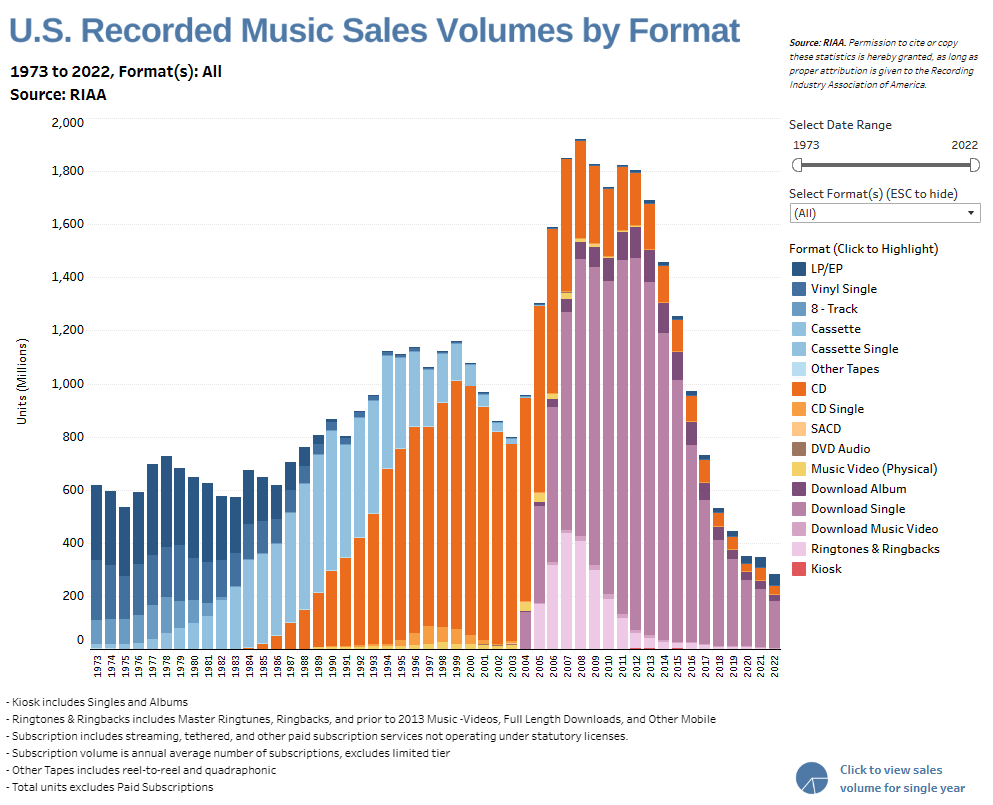 U.S. Recorded Music Sales Volumes by Format
1973 to 2022, Format(s): All
Source: RIAA
Source: RIAA. Permission to cite or copy
these statistics is hereby granted, as long as
proper attribution is given to the Recording
Industry Association of America.
Select Date Range
1973 2022
Select Format(s) (ESC to hide)
(All)
Format (Click to Highlight)
LP/EP
Vinyl Single
8 - Track
Cassette
Cassette Single
Other Tapes
CD
CD Single
SACD
DVD Audio
Music Video (Physical)
Download Album
Download Single
Download Music Video
Ringtones & Ringbacks
Kiosk
Units (Millions)
2,000
1,800
1,600
1,400
1,200
1,000
800
600
400
200
0
1973 1974 1975 1976 1977 1978 1979 1980 1981 1982 1983 1984 1985 1986 1987 1988 1989 1990 1991 1992 1993 1994 1995 1996 1997 1998 1999 2000 2001 2002 2003 2004 2005 2006 2007 2008 2009 2010 2011 2012 2013 2014 2015 2016 2017 2018 2019 2020 2021 2022
- Kiosk includes Singles and Albums
- Ringtones & Ringbacks includes Master Ringtunes, Ringbacks, and prior to 2013 Music -Videos, Full Length Downloads, and Other Mobile
- Subscription includes streaming, tethered, and other paid subscription services not operating under statutory licenses.
- Subscription volume is annual average number of subscriptions, excludes limited tier
- Other Tapes includes reel-to-reel and quadraphonic
- Total units excludes Paid Subscriptions
Click to view sales
volume for single year